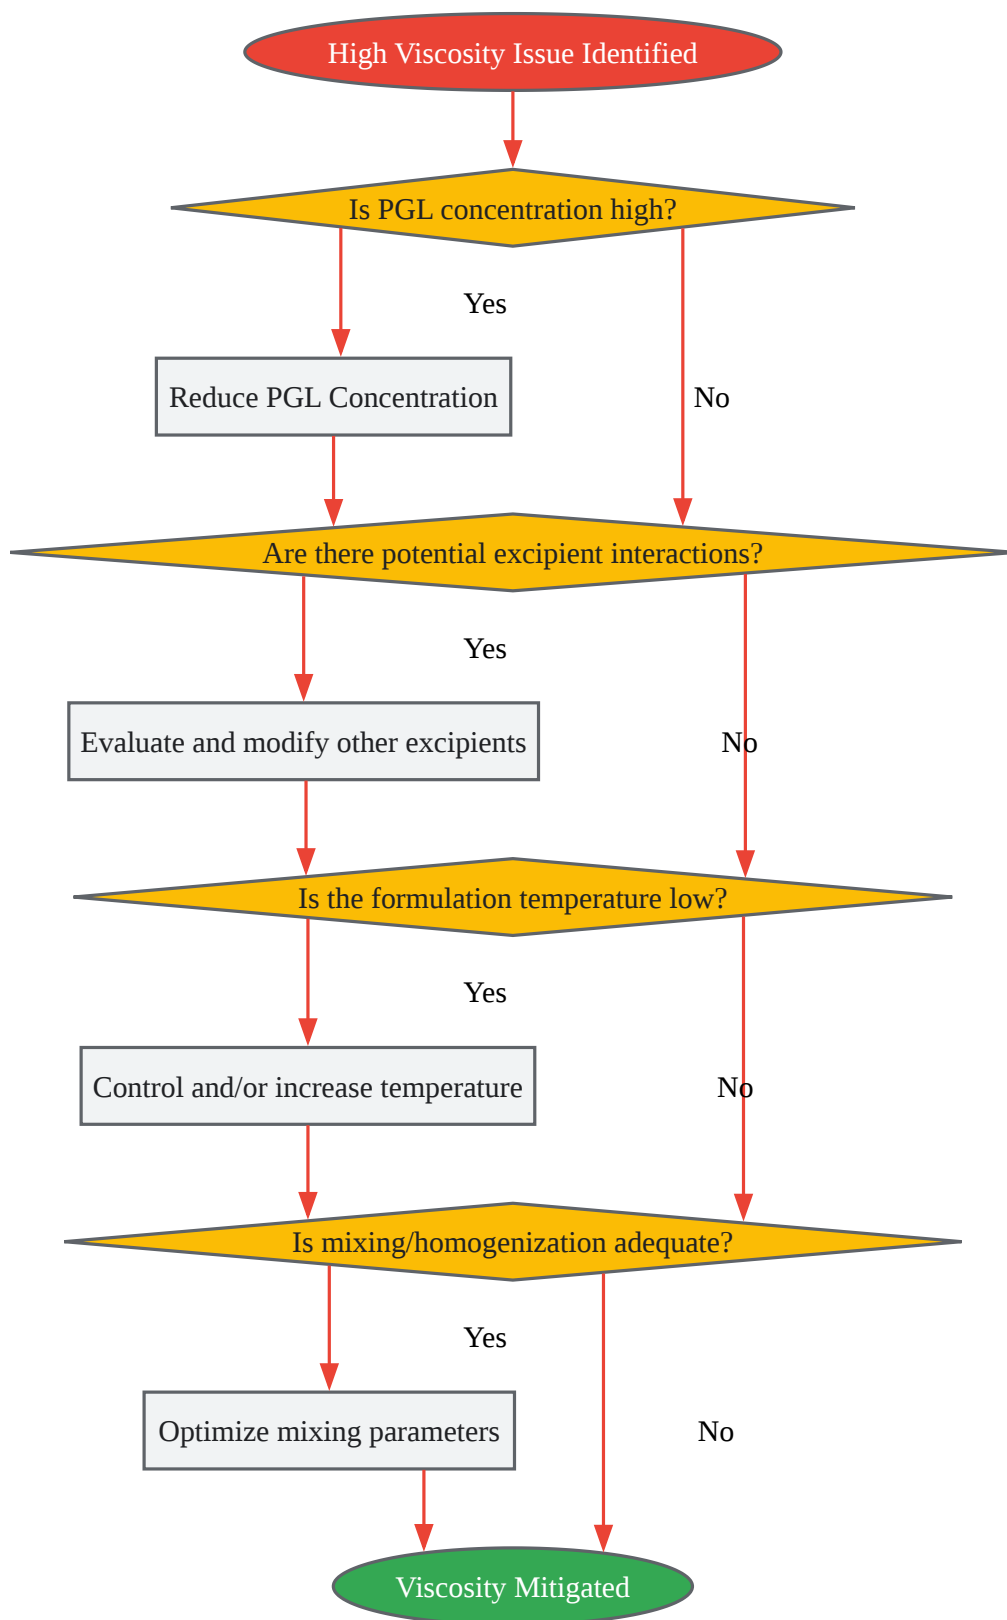 High Viscosity Issue Identified
Is PGL concentration high?
Yes
Reduce PGL Concentration
No
Are there potential excipient interactions?
Yes
Evaluate and modify other excipients
No
Is the formulation temperature low?
Yes
Control and/or increase temperature
No
Is mixing/homogenization adequate?
Yes
Optimize mixing parameters
No
Viscosity Mitigated